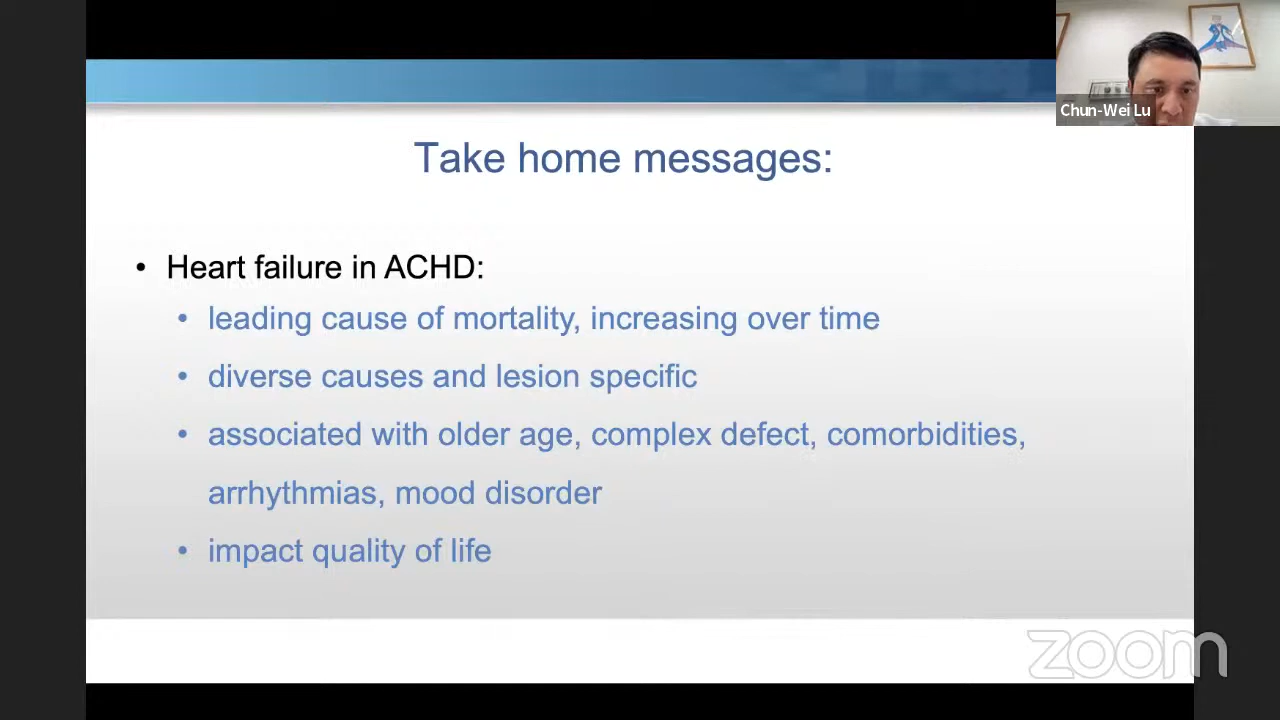 Chun-Wei Lu
Take home messages:
• Heart failure in ACHD:
• leading cause of mortality, increasing over time
• diverse causes and lesion specific
• associated with older age, complex defect, comorbidities,
arrhythmias, mood disorder
• impact quality of life
zoom